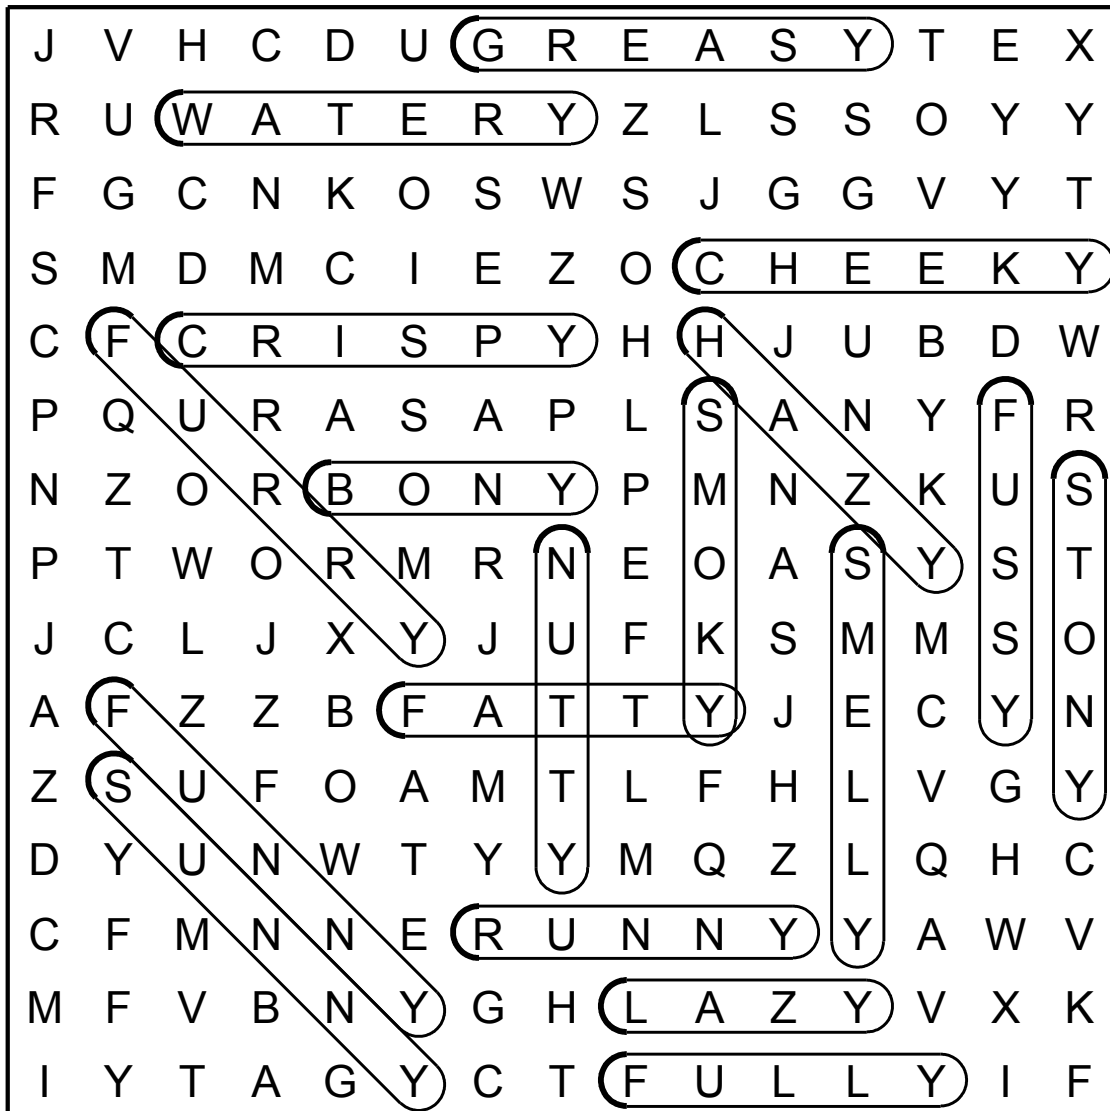 J V H C D U G R E A S Y T E X
R U W A T E R Y Z L S S O Y Y
F G C N K O S W S J G G V Y T
S M D M C I E Z O C H E E K Y
C F C R I S P Y H H J U B D W
P Q U R A S A P L S A N Y F R
N Z O R B O N Y P M N Z K U S
P T W O R M R N E O A S Y S T
J C L J X Y J U F K S M M S O
A F Z Z B F A T T Y J E C Y N
Z S U F O A M T L F H L V G Y
D Y U N W T Y Y M Q Z L Q H C
C F M N N E R U N N Y Y A W V
M F V B N Y G H L A Z Y V X K
I Y T A G Y C T F U L L Y I F